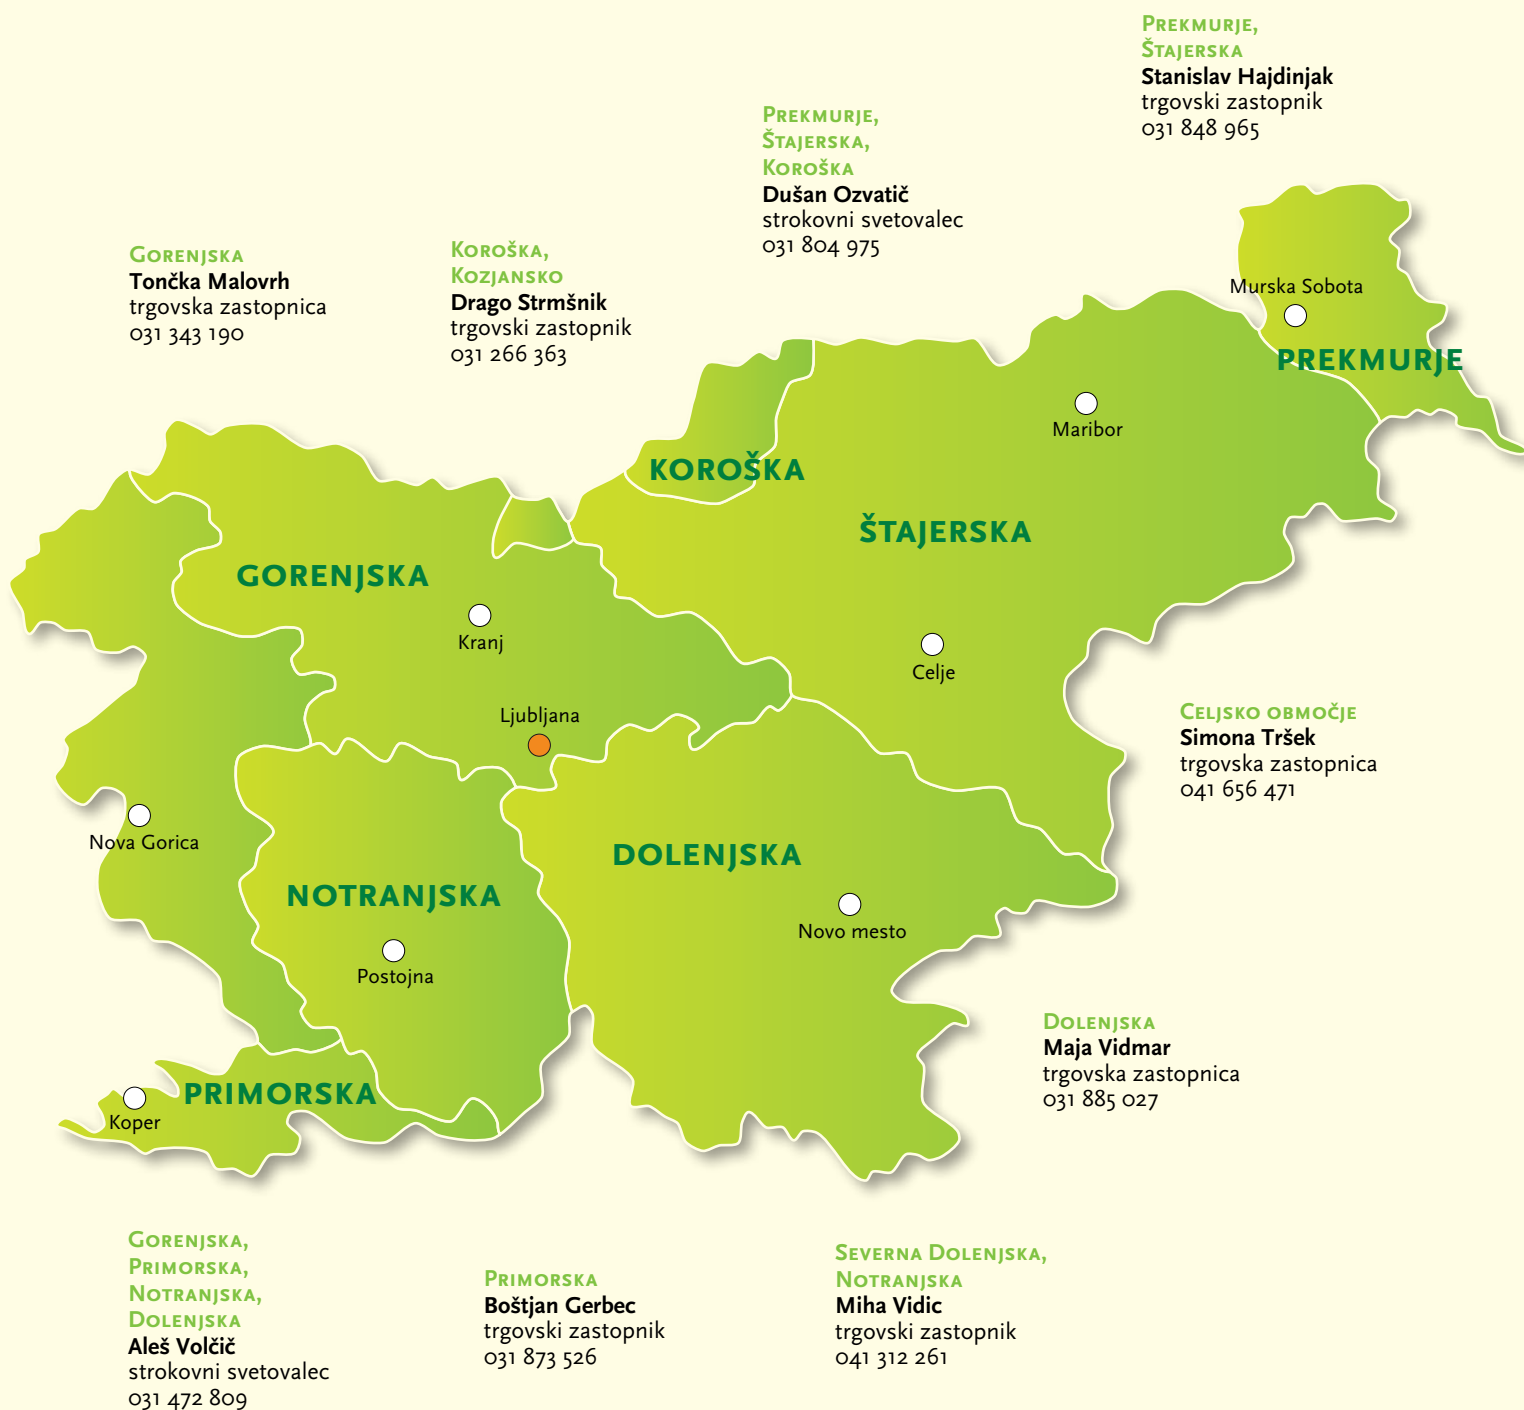 PREKMURJE,
ŠTAJERSKA
Stanislav Hajdinjak
trgovski zastopnik
031 848 965
PREKMURJE,
ŠTAJERSKA,
KOROŠKA
Dušan Ozvatič
strokovni svetovalec
031 804 975
GORENJSKA
Tončka Malovrh
trgovska zastopnica
031 343 190
KOROŠKA,
KOZJANSKO
Drago Strmšnik
trgovski zastopnik
031 266 363
Murska Sobota
PREKMURJE
Maribor
KOROŠKA
ŠTAJERSKA
GORENJSKA
Kranj
Celje
Ljubljana
CELJSKO OBMOČJE
Simona Tršek
trgovska zastopnica
041 656 471
Nova Gorica
DOLENJSKA
NOTRANJSKA
Novo mesto
Postojna
DOLENJSKA
Maja Vidmar
trgovska zastopnica
031 885 027
PRIMORSKA
Koper
GORENJSKA,
PRIMORSKA,
NOTRANJSKA,
DOLENJSKA
Aleš Volčič
strokovni svetovalec
031 472 809
PRIMORSKA
Boštjan Gerbec
trgovski zastopnik
031 873 526
SEVERNA DOLENJSKA,
NOTRANJSKA
Miha Vidic
trgovski zastopnik
041 312 261